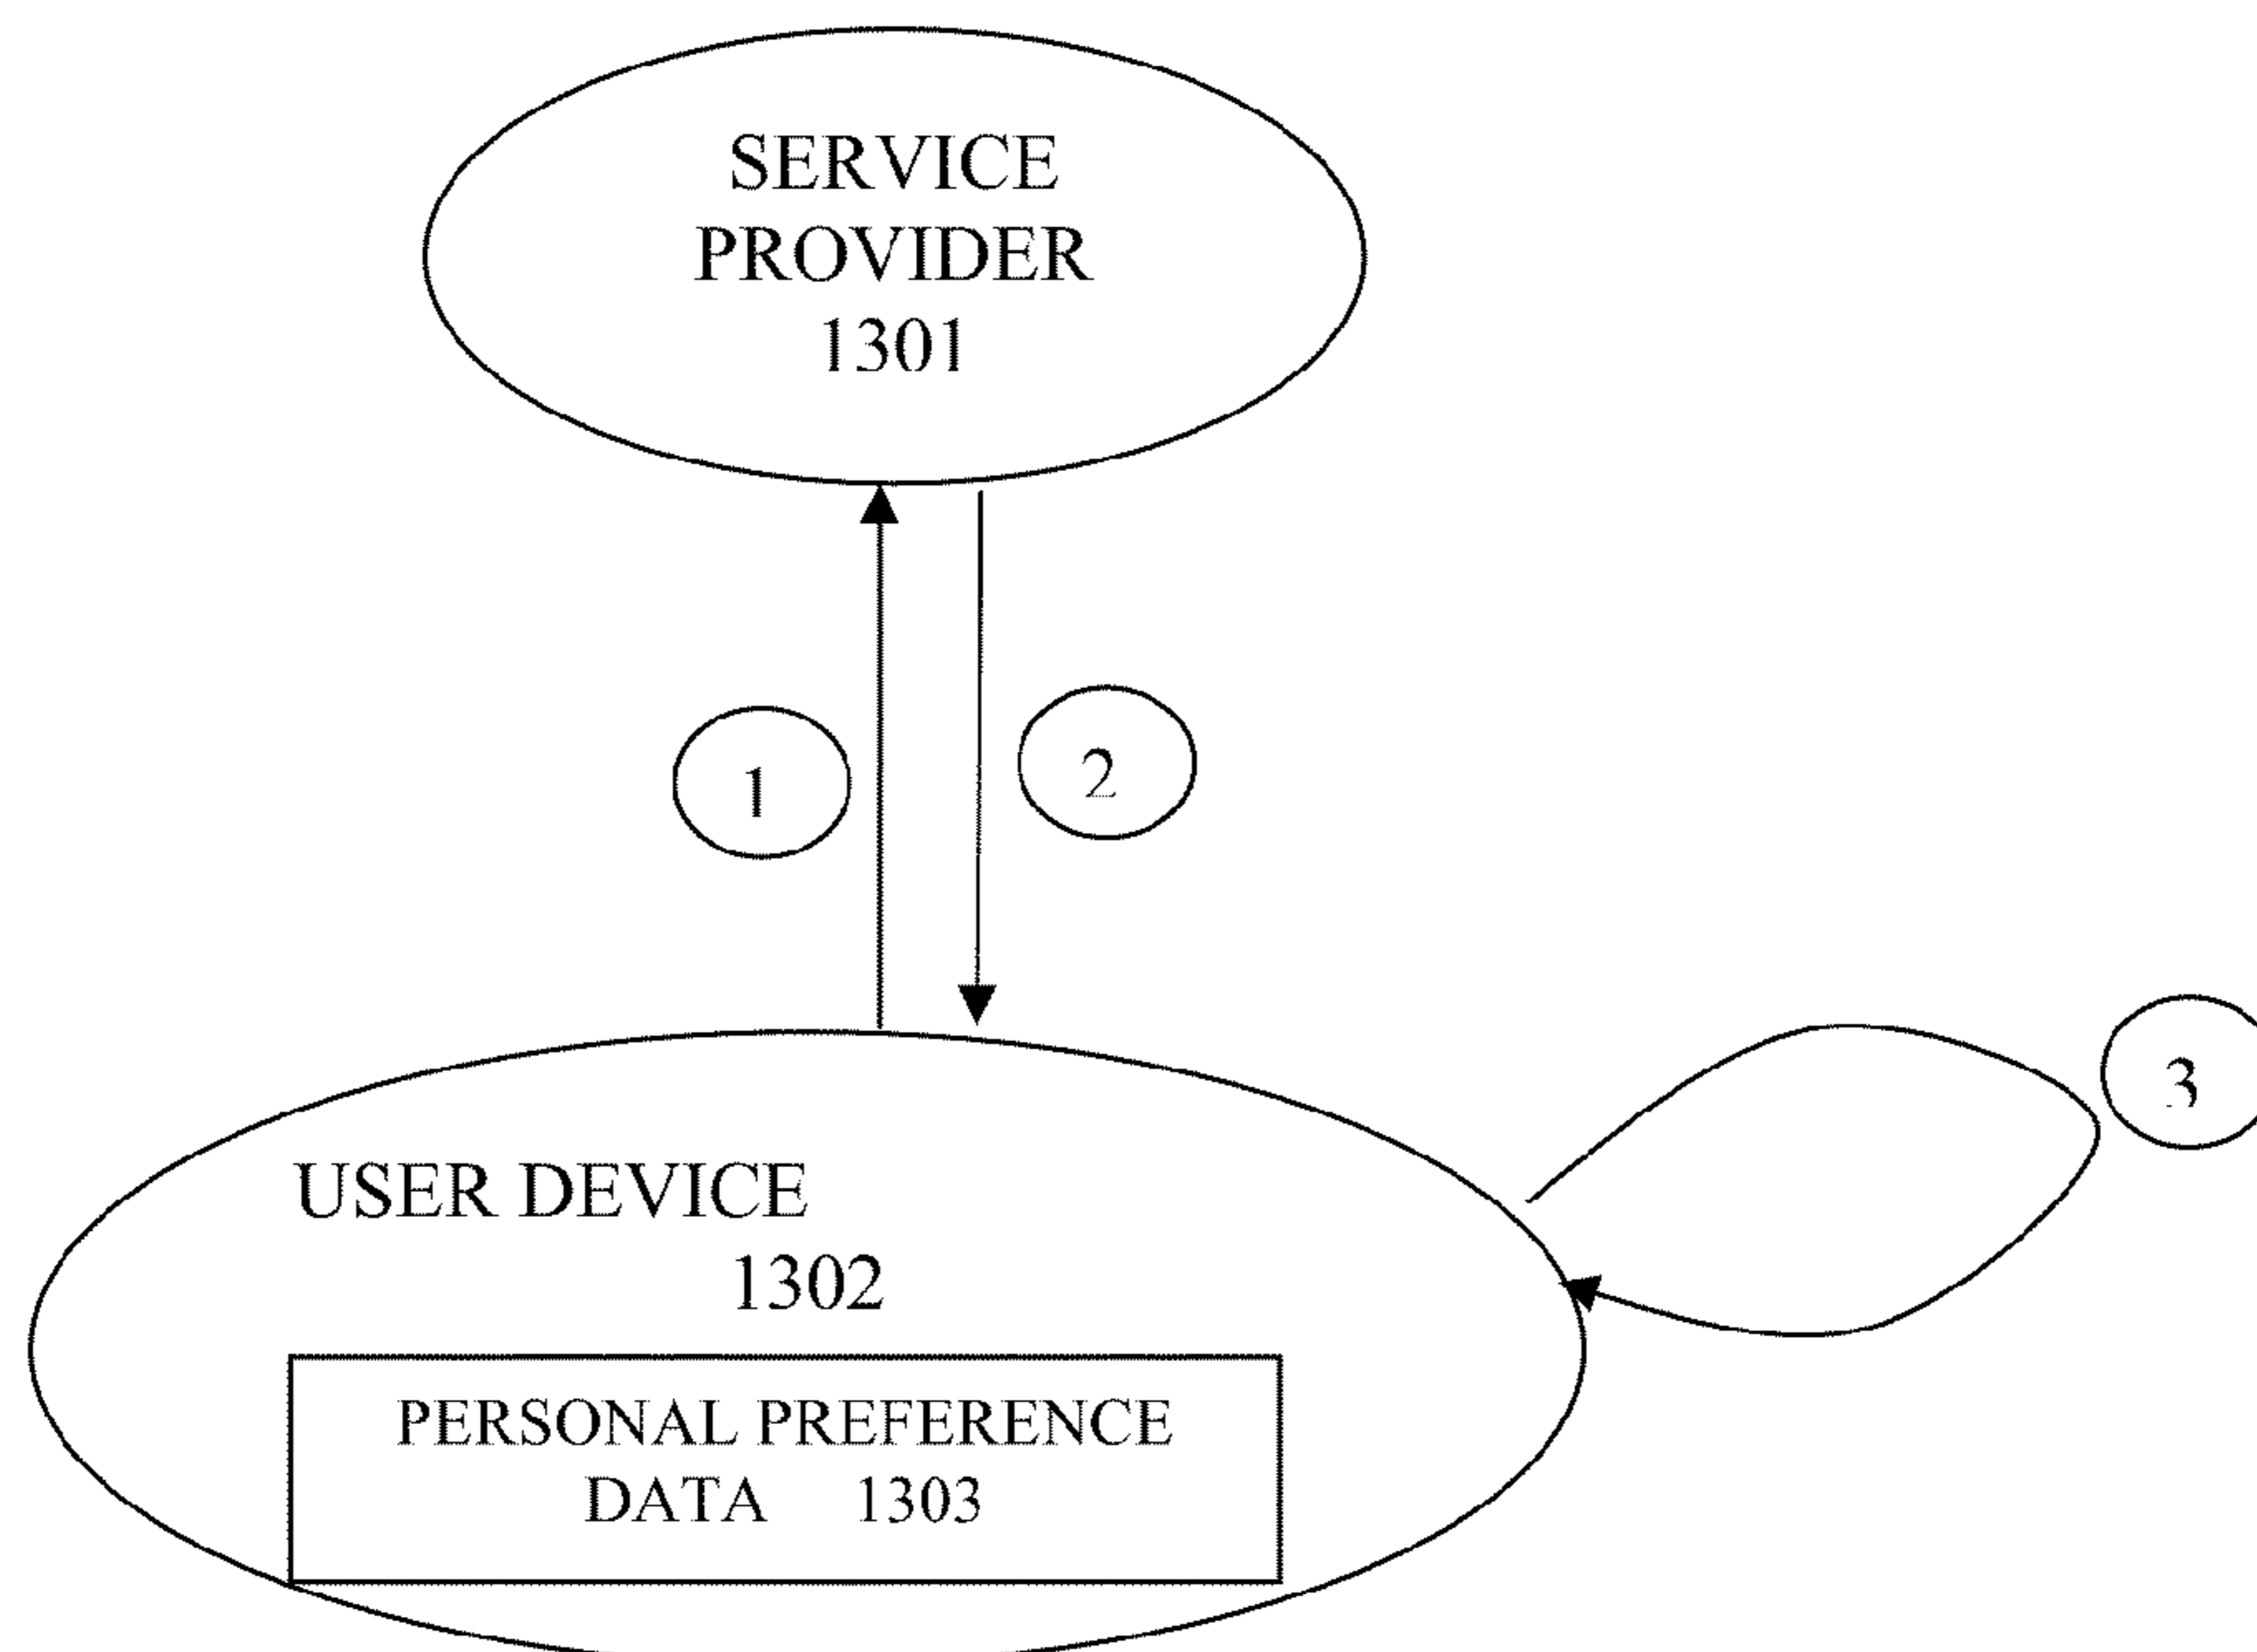 SERVICE
PROVIDER
1301
1
2
3
USER DEVICE
1302
PERSONAL PREFERENCE
DATA 1303